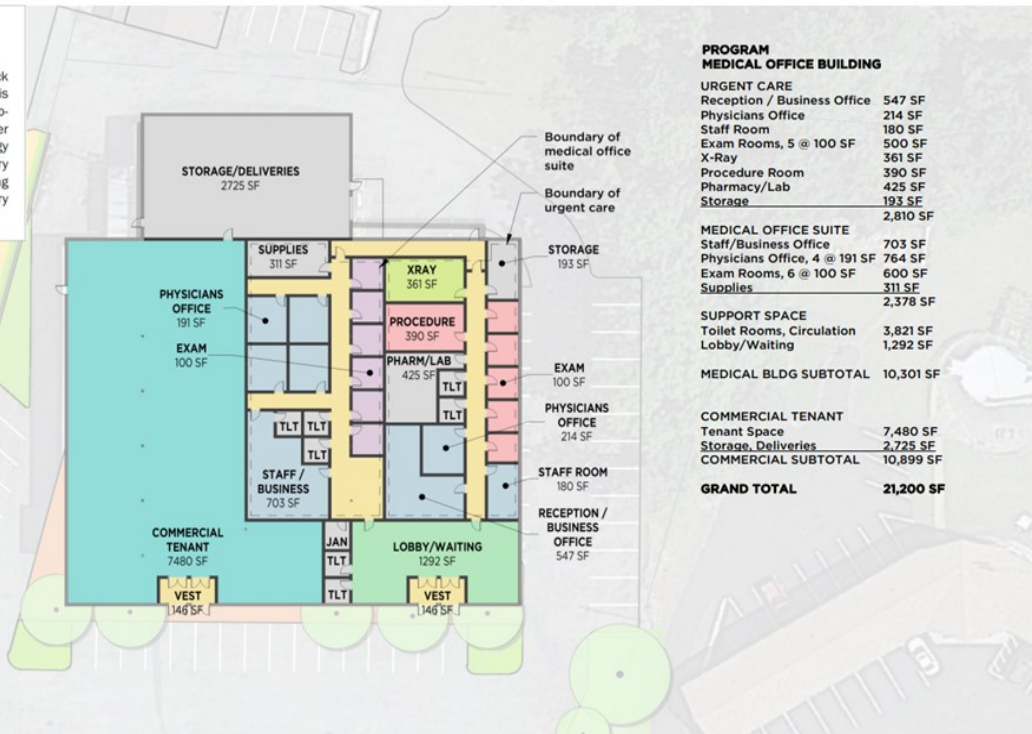 ck
is
o-
er
gy
ry
ng
ry
STORAGE/DELIVERIES
2725 SF
SUPPLIES
311 SF
PHYSICIANS
OFFICE
191 SF
EXAM
100 SF
XRAY
361 SF
PROCEDURE
390 SF
PHARM/LAB
425 SF
TLT
TLT
TLT
TLT
TLT
STAFF /
BUSINESS
703 SF
COMMERCIAL
TENANT
7480 SF
VEST
146 SF
JAN
TLT
TLT
LOBBY/WAITING
1292 SF
VEST
146 SF
Boundary of
medical office
suite
Boundary of
urgent care
STORAGE
193 SF
EXAM
100 SF
PHYSICIANS
OFFICE
214 SF
STAFF ROOM
180 SF
RECEPTION /
BUSINESS
OFFICE
547 SF
PROGRAM
MEDICAL OFFICE BUILDING
URGENT CARE
Reception / Business Office 547 SF
Physicians Office 214 SF
Staff Room 180 SF
Exam Rooms, 5 @ 100 SF 500 SF
X-Ray 361 SF
Procedure Room 390 SF
Pharmacy/Lab 425 SF
Storage 193 SF
2,810 SF
MEDICAL OFFICE SUITE
Staff/Business Office 703 SF
Physicians Office, 4 @ 191 SF 764 SF
Exam Rooms, 6 @ 100 SF 600 SF
Supplies 311 SF
2,378 SF
SUPPORT SPACE
Toilet Rooms, Circulation 3,821 SF
Lobby/Waiting 1,292 SF
MEDICAL BLDG SUBTOTAL 10,301 SF
COMMERCIAL TENANT
Tenant Space 7,480 SF
Storage, Deliveries 2,725 SF
COMMERCIAL SUBTOTAL 10,899 SF
GRAND TOTAL 21,200 SF